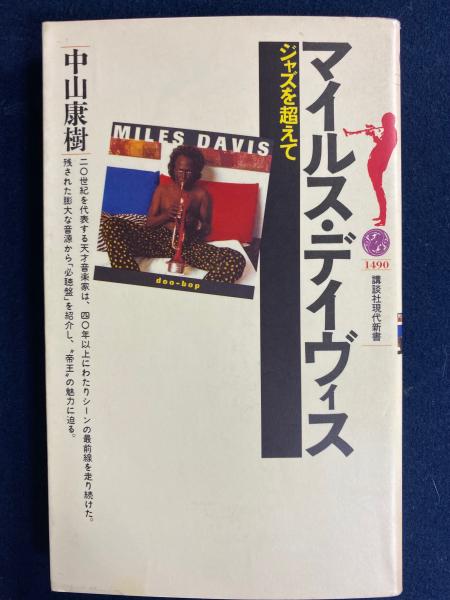 マイルス・デイヴィス
ジャズを超えて
1490
講談社現代新書
MILES DAVIS
doo-bop
中山康樹
二〇世紀を代表する天才音楽家は、四〇年以上にわたりシーンの最前線を走り続けた。
残された膨大な音源から「必聴盤」を紹介し、〝帝王〟の魅力に迫る。